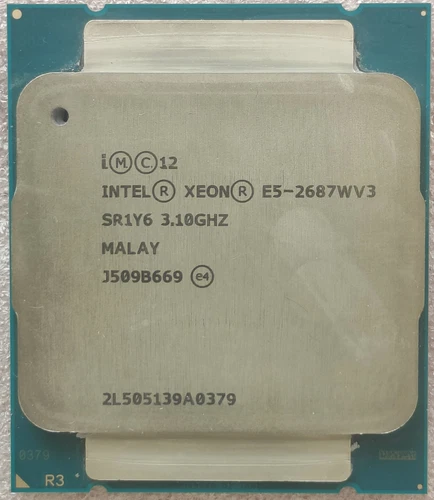 i Ⓜ Ⓒ 12
INTEL® XEON® E5-2687WV3
SR1Y6 3.10GHZ
MALAY
J509B669 e4
2L505139A0379
0379
R3